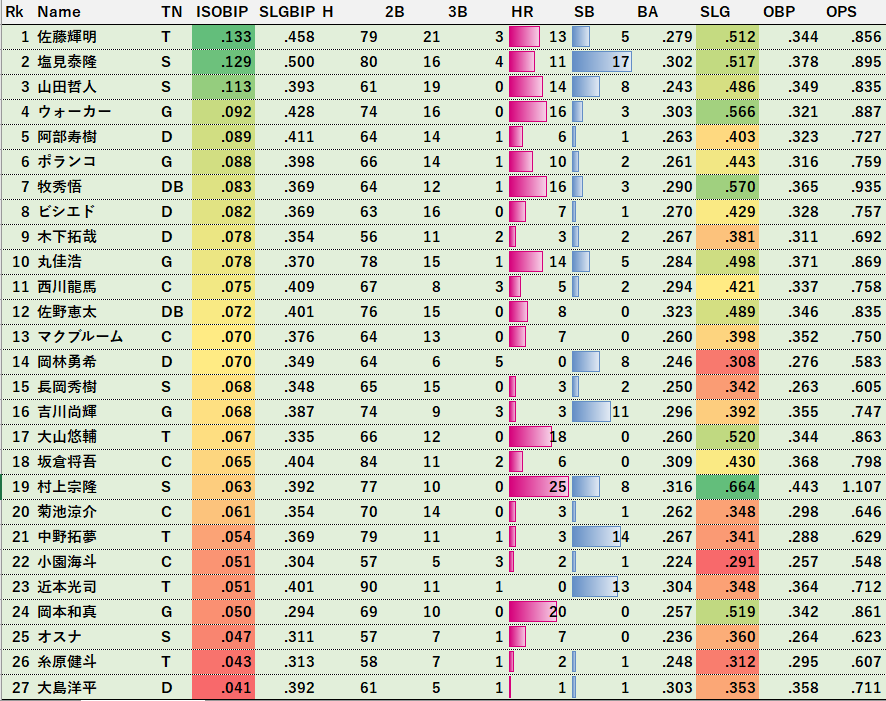 Rk Name TN ISOBIP SLGBIP H 2B 3B HR SB BA SLG OBP OPS
1 佐藤輝明 T .133 .458 79 21 3 13 5 .279 .512 .344 .856
2 塩見泰隆 S .129 .500 80 16 4 11 17 .302 .517 .378 .895
3 山田哲人 S .113 .393 61 19 0 14 8 .243 .486 .349 .835
4 ウォーカー G .092 .428 74 16 0 16 3 .303 .566 .321 .887
5 阿部寿樹 D .089 .411 64 14 1 6 1 .263 .403 .323 .727
6 ポランコ G .088 .398 66 14 1 10 2 .261 .443 .316 .759
7 牧秀悟 DB .083 .369 64 12 1 16 3 .290 .570 .365 .935
8 ビシエド D .082 .369 63 16 0 7 1 .270 .429 .328 .757
9 木下拓哉 D .078 .354 56 11 2 3 2 .267 .381 .311 .692
10 丸佳浩 G .078 .370 78 15 1 14 5 .284 .498 .371 .869
11 西川龍馬 C .075 .409 67 8 3 5 2 .294 .421 .337 .758
12 佐野恵太 DB .072 .401 76 15 0 8 0 .323 .489 .346 .835
13 マクブルーム C .070 .376 64 13 0 7 0 .260 .398 .352 .750
14 岡林勇希 D .070 .349 64 6 5 0 8 .246 .308 .276 .583
15 長岡秀樹 S .068 .348 65 15 0 3 2 .250 .342 .263 .605
16 吉川尚輝 G .068 .387 74 9 3 3 11 .296 .392 .355 .747
17 大山悠輔 T .067 .335 66 12 0 18 0 .260 .520 .344 .863
18 坂倉将吾 C .065 .404 84 11 2 6 0 .309 .430 .368 .798
19 村上宗隆 S .063 .392 77 10 0 25 8 .316 .664 .443 1.107
20 菊池涼介 C .061 .354 70 14 0 3 1 .262 .348 .298 .646
21 中野拓夢 T .054 .369 79 11 1 3 14 .267 .341 .288 .629
22 小園海斗 C .051 .304 57 5 3 2 1 .224 .291 .257 .548
23 近本光司 T .051 .401 90 11 1 0 13 .304 .348 .364 .712
24 岡本和真 G .050 .294 69 10 0 20 0 .257 .519 .342 .861
25 オスナ S .047 .311 57 7 1 7 0 .236 .360 .264 .623
26 糸原健斗 T .043 .313 58 7 1 2 1 .248 .312 .295 .607
27 大島洋平 D .041 .392 61 5 1 1 1 .303 .353 .358 .711